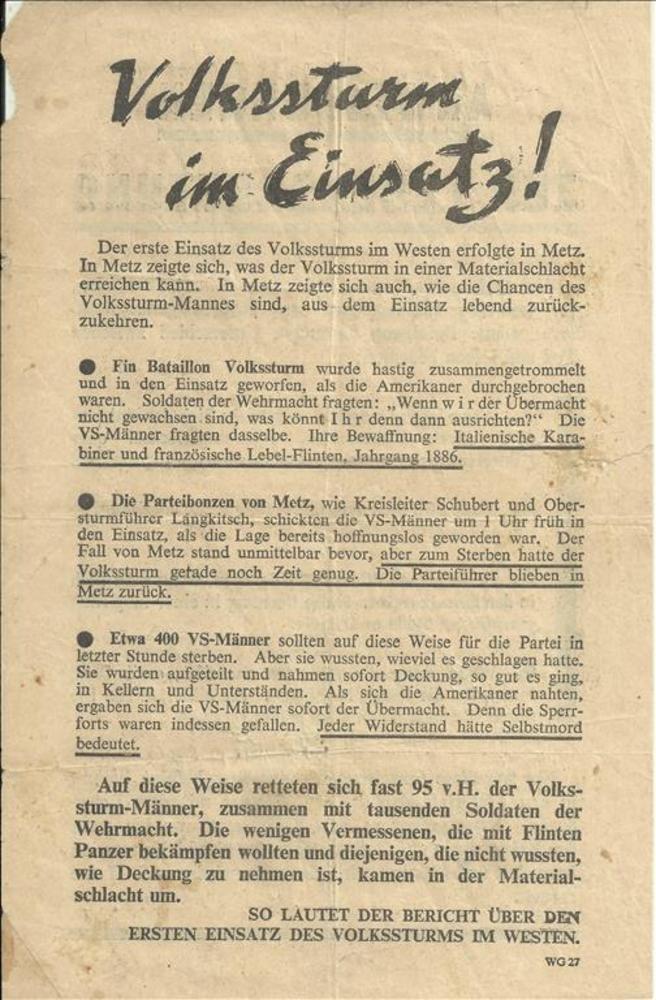 Volkssturm
im Einsatz!
Der erste Einsatz des Volkssturms im Westen erfolgte in Metz.
In Metz zeigte sich, was der Volkssturm in einer Materialschlacht
erreichen kann. In Metz zeigte sich auch, wie die Chancen des
Volkssturm-Mannes sind, aus dem Einsatz lebend zurück-
zukehren.
● Ein Bataillon Volkssturm wurde hastig zusammengetrommelt
und in den Einsatz geworfen, als die Amerikaner durchgebrochen
waren. Soldaten der Wehrmacht fragten: „Wenn w i r der Übermacht
nicht gewachsen sind, was könnt I h r denn dann ausrichten?“ Die
VS-Männer fragten dasselbe. Ihre Bewaffnung: Italienische Kara-
biner und französische Lebel-Flinten, Jahrgang 1886.
● Die Parteibonzen von Metz, wie Kreisleiter Schubert und Ober-
sturmführer Langkitsch, schickten die VS-Männer um 1 Uhr früh in
den Einsatz, als die Lage bereits hoffnungslos geworden war. Der
Fall von Metz stand unmittelbar bevor, aber zum Sterben hatte der
Volkssturm gerade noch Zeit genug. Die Parteiführer blieben in
Metz zurück.
● Etwa 400 VS-Männer sollten auf diese Weise für die Partei in
letzter Stunde sterben. Aber sie wussten, wieviel es geschlagen hatte.
Sie wurden aufgeteilt und nahmen sofort Deckung, so gut es ging,
in Kellern und Unterständen. Als sich die Amerikaner nahten,
ergaben sich die VS-Männer sofort der Übermacht. Denn die Sperr-
forts waren indessen gefallen. Jeder Widerstand hätte Selbstmord
bedeutet.
Auf diese Weise retteten sich fast 95 v.H. der Volks-
sturm-Männer, zusammen mit tausenden Soldaten der
Wehrmacht. Die wenigen Vermessenen, die mit Flinten
Panzer bekämpfen wollten und diejenigen, die nicht wussten,
wie Deckung zu nehmen ist, kamen in der Material-
schlacht um.
SO LAUTET DER BERICHT ÜBER DEN
ERSTEN EINSATZ DES VOLKSSTURMS IM WESTEN.
WG 27